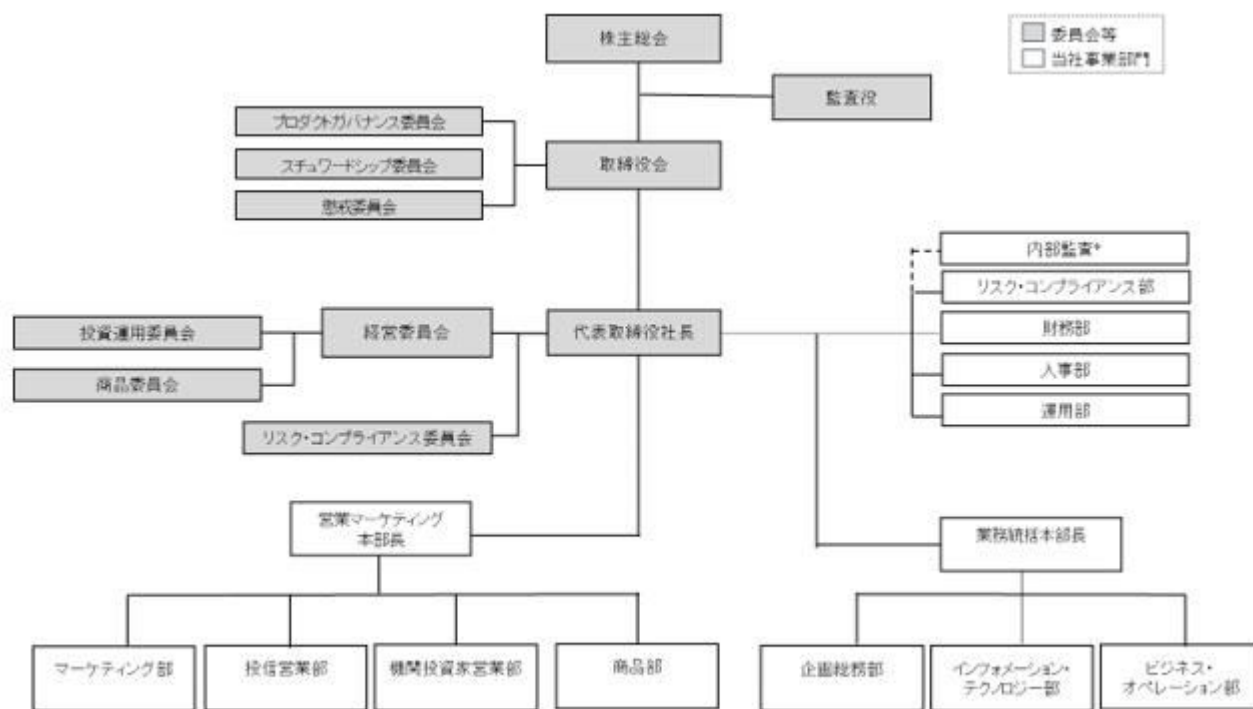 株主総会
委員会等
当社事業部門
監査役
プロダクトガバナンス委員会
スチュワードシップ委員会
懲戒委員会
取締役会
内部監査*
リスク・コンプライアンス部
財務部
人事部
運用部
投資運用委員会
商品委員会
経営委員会
代表取締役社長
リスク・コンプライアンス委員会
営業マーケティング
本部長
業務統括本部長
マーケティング部
投信営業部
機関投資家営業部
商品部
企画総務部
インフォメーション・
テクノロジー部
ビジネス・
オペレーション部